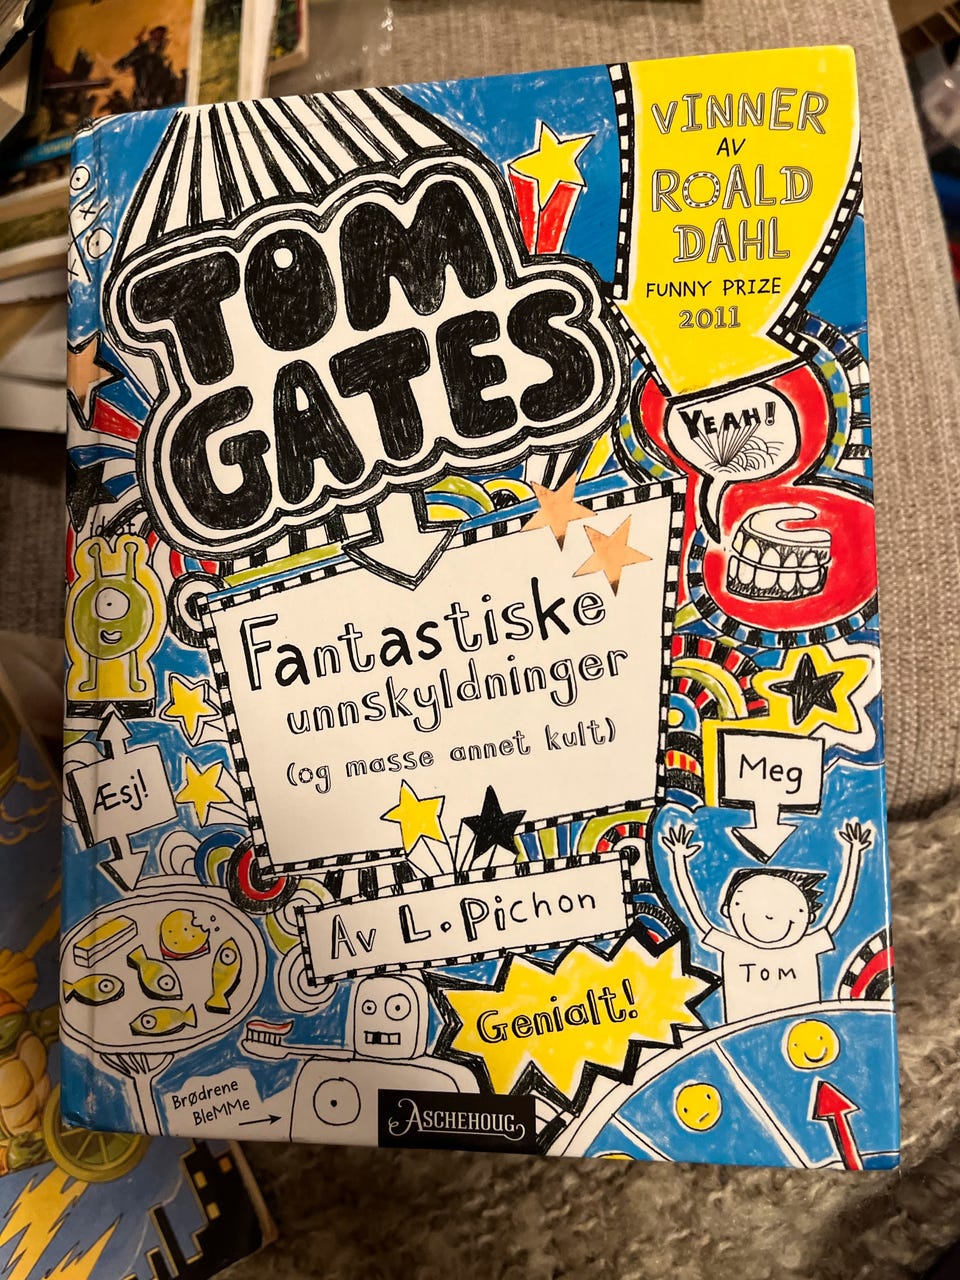 VINNER
AV
ROALD
DAHL
FUNNY PRIZE
2011
TOM
GATES
YEAH!
Fantastiske
unnskyldninger
(og masse annet kult)
Æsj!
Meg
Av L. Pichon
TOM
Genialt!
Brødrene
BleMMe
ASCHEHOUG